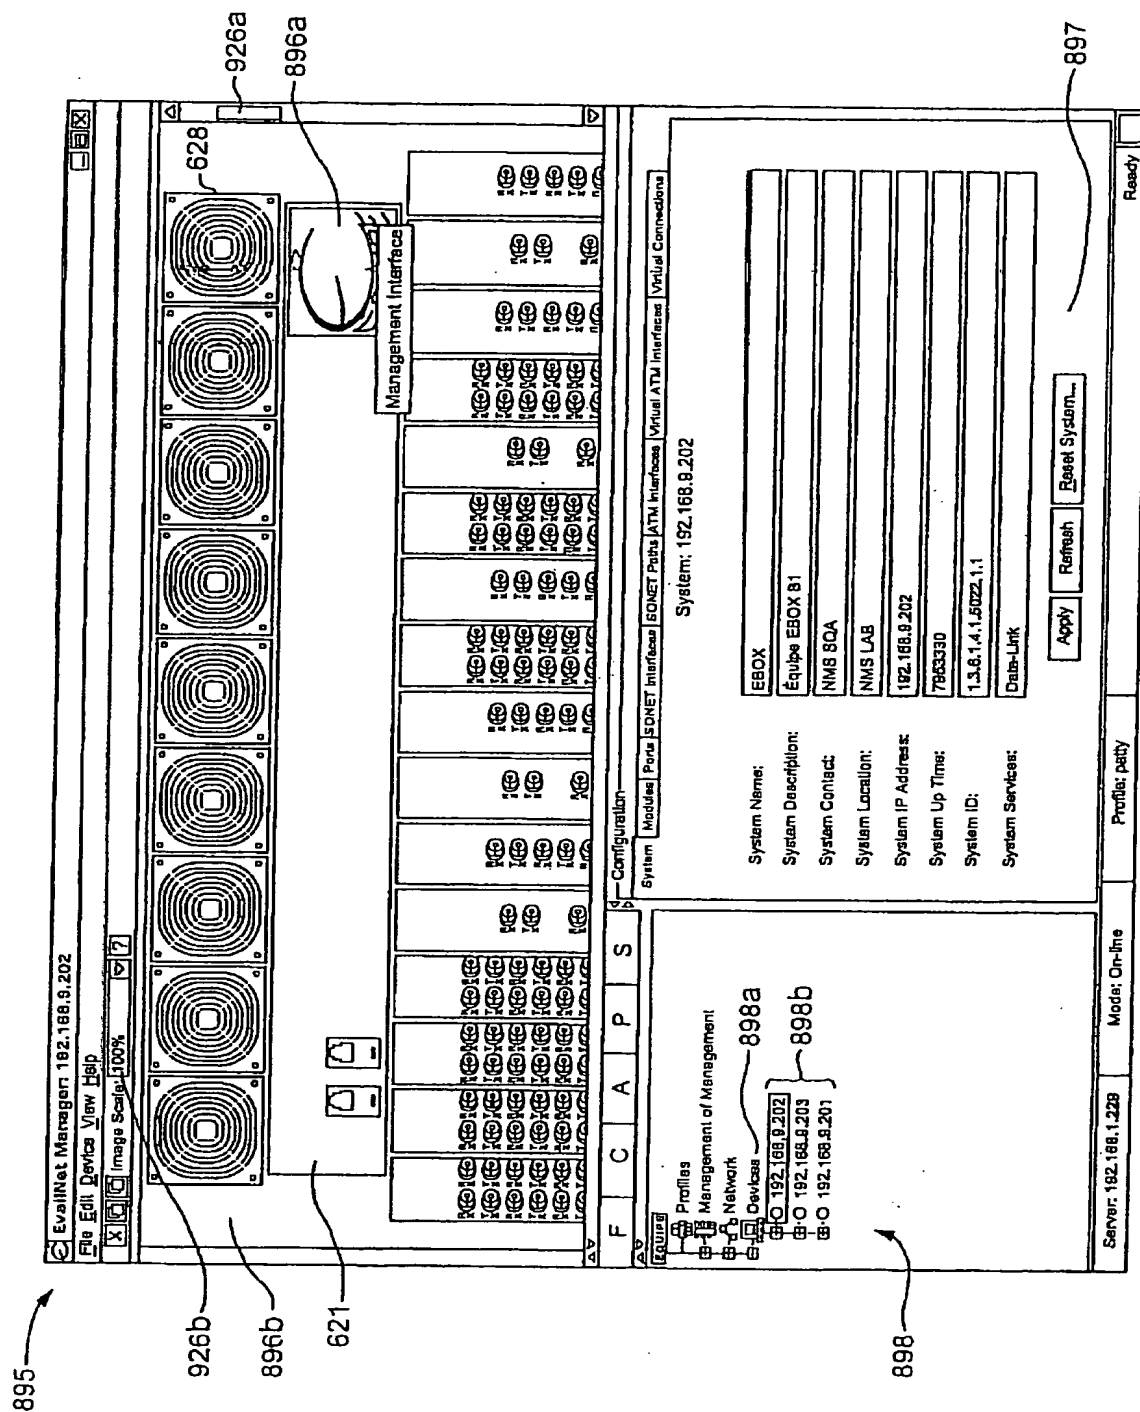 895
EvailNet Manager: 192.168.9.202
File Edit Device View Help
Image Scale: 100%
?
628
926a
896a
Management Interface
926b
896b
621
F C A P S
EQUIPE
Profiles
Management of Management
Network
Devices
192.168.9.202
192.168.9.203
192.168.9.201
898a
898b
898
Configuration
System Modules Ports SONET Interfaces SONET Paths ATM Interfaces Virtual ATM Interfaces Virtual Connections
System: 192.168.9.202
System Name: EBOX
System Description: Équipe EBOX B1
System Contact: NMS SQA
System Location: NMS LAB
System IP Address: 192.168.9.202
System Up Time: 7963330
System ID: 1.3.6.1.4.1.5022.1.1
System Services: Data-Link
Apply Refresh Reset System...
897
Server: 192.168.1.229 Mode: On-line Profile: patty Ready